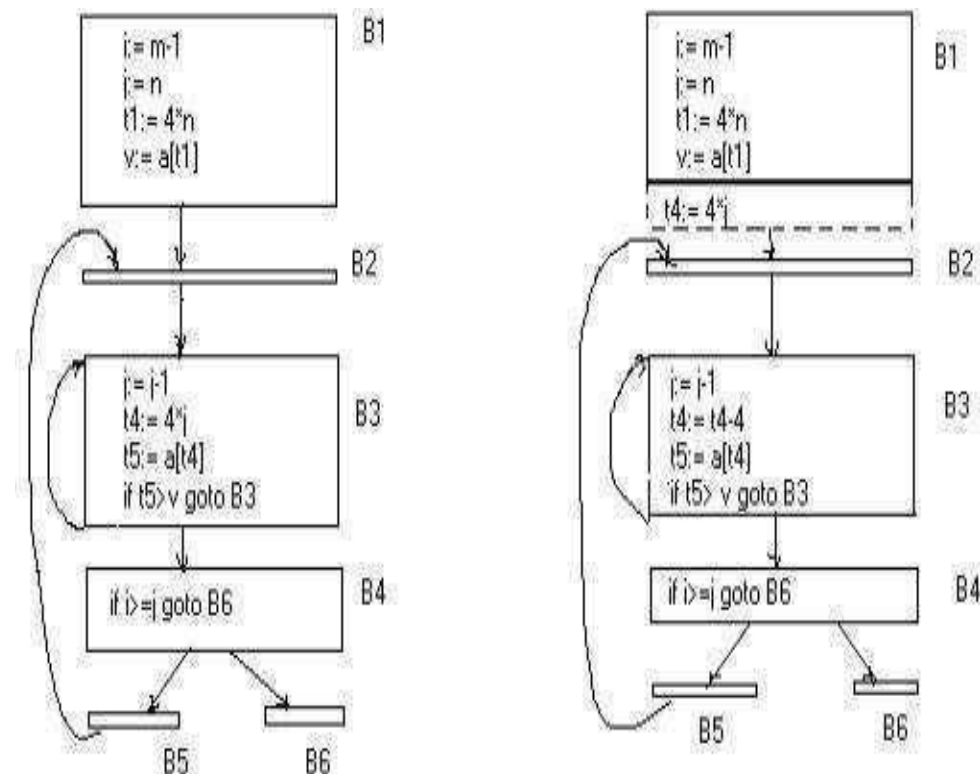 i:= m-1
j:= n
t1:= 4*n
v:= a[t1]
B1
B2
j:= j-1
t4:= 4*j
t5:= a[t4]
if t5>v goto B3
B3
if i>=j goto B6
B4
B5
B6
i:= m-1
j:= n
t1:= 4*n
v:= a[t1]
t4:= 4*j
B1
B2
j:= j-1
t4:= t4-4
t5:= a[t4]
if t5> v goto B3
B3
if i>=j goto B6
B4
B5
B6